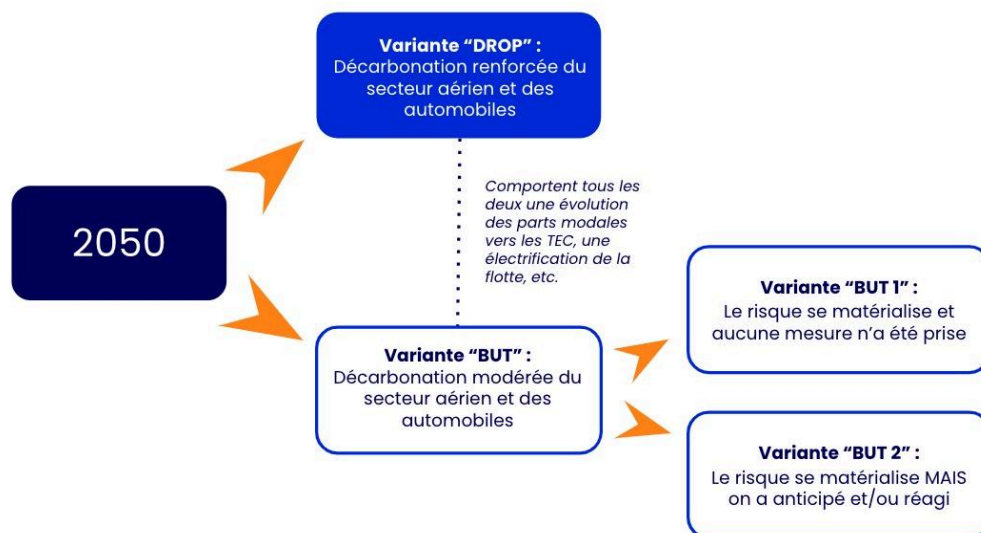 Variante “DROP” :
Décarbonation renforcée du
secteur aérien et des
automobiles
2050
Comportent tous les
deux une évolution
des parts modales
vers les TEC, une
électrification de la
flotte, etc.
Variante “BUT” :
Décarbonation modérée du
secteur aérien et des
automobiles
Variante “BUT 1” :
Le risque se matérialise et
aucune mesure n’a été prise
Variante “BUT 2” :
Le risque se matérialise MAIS
on a anticipé et/ou réagi